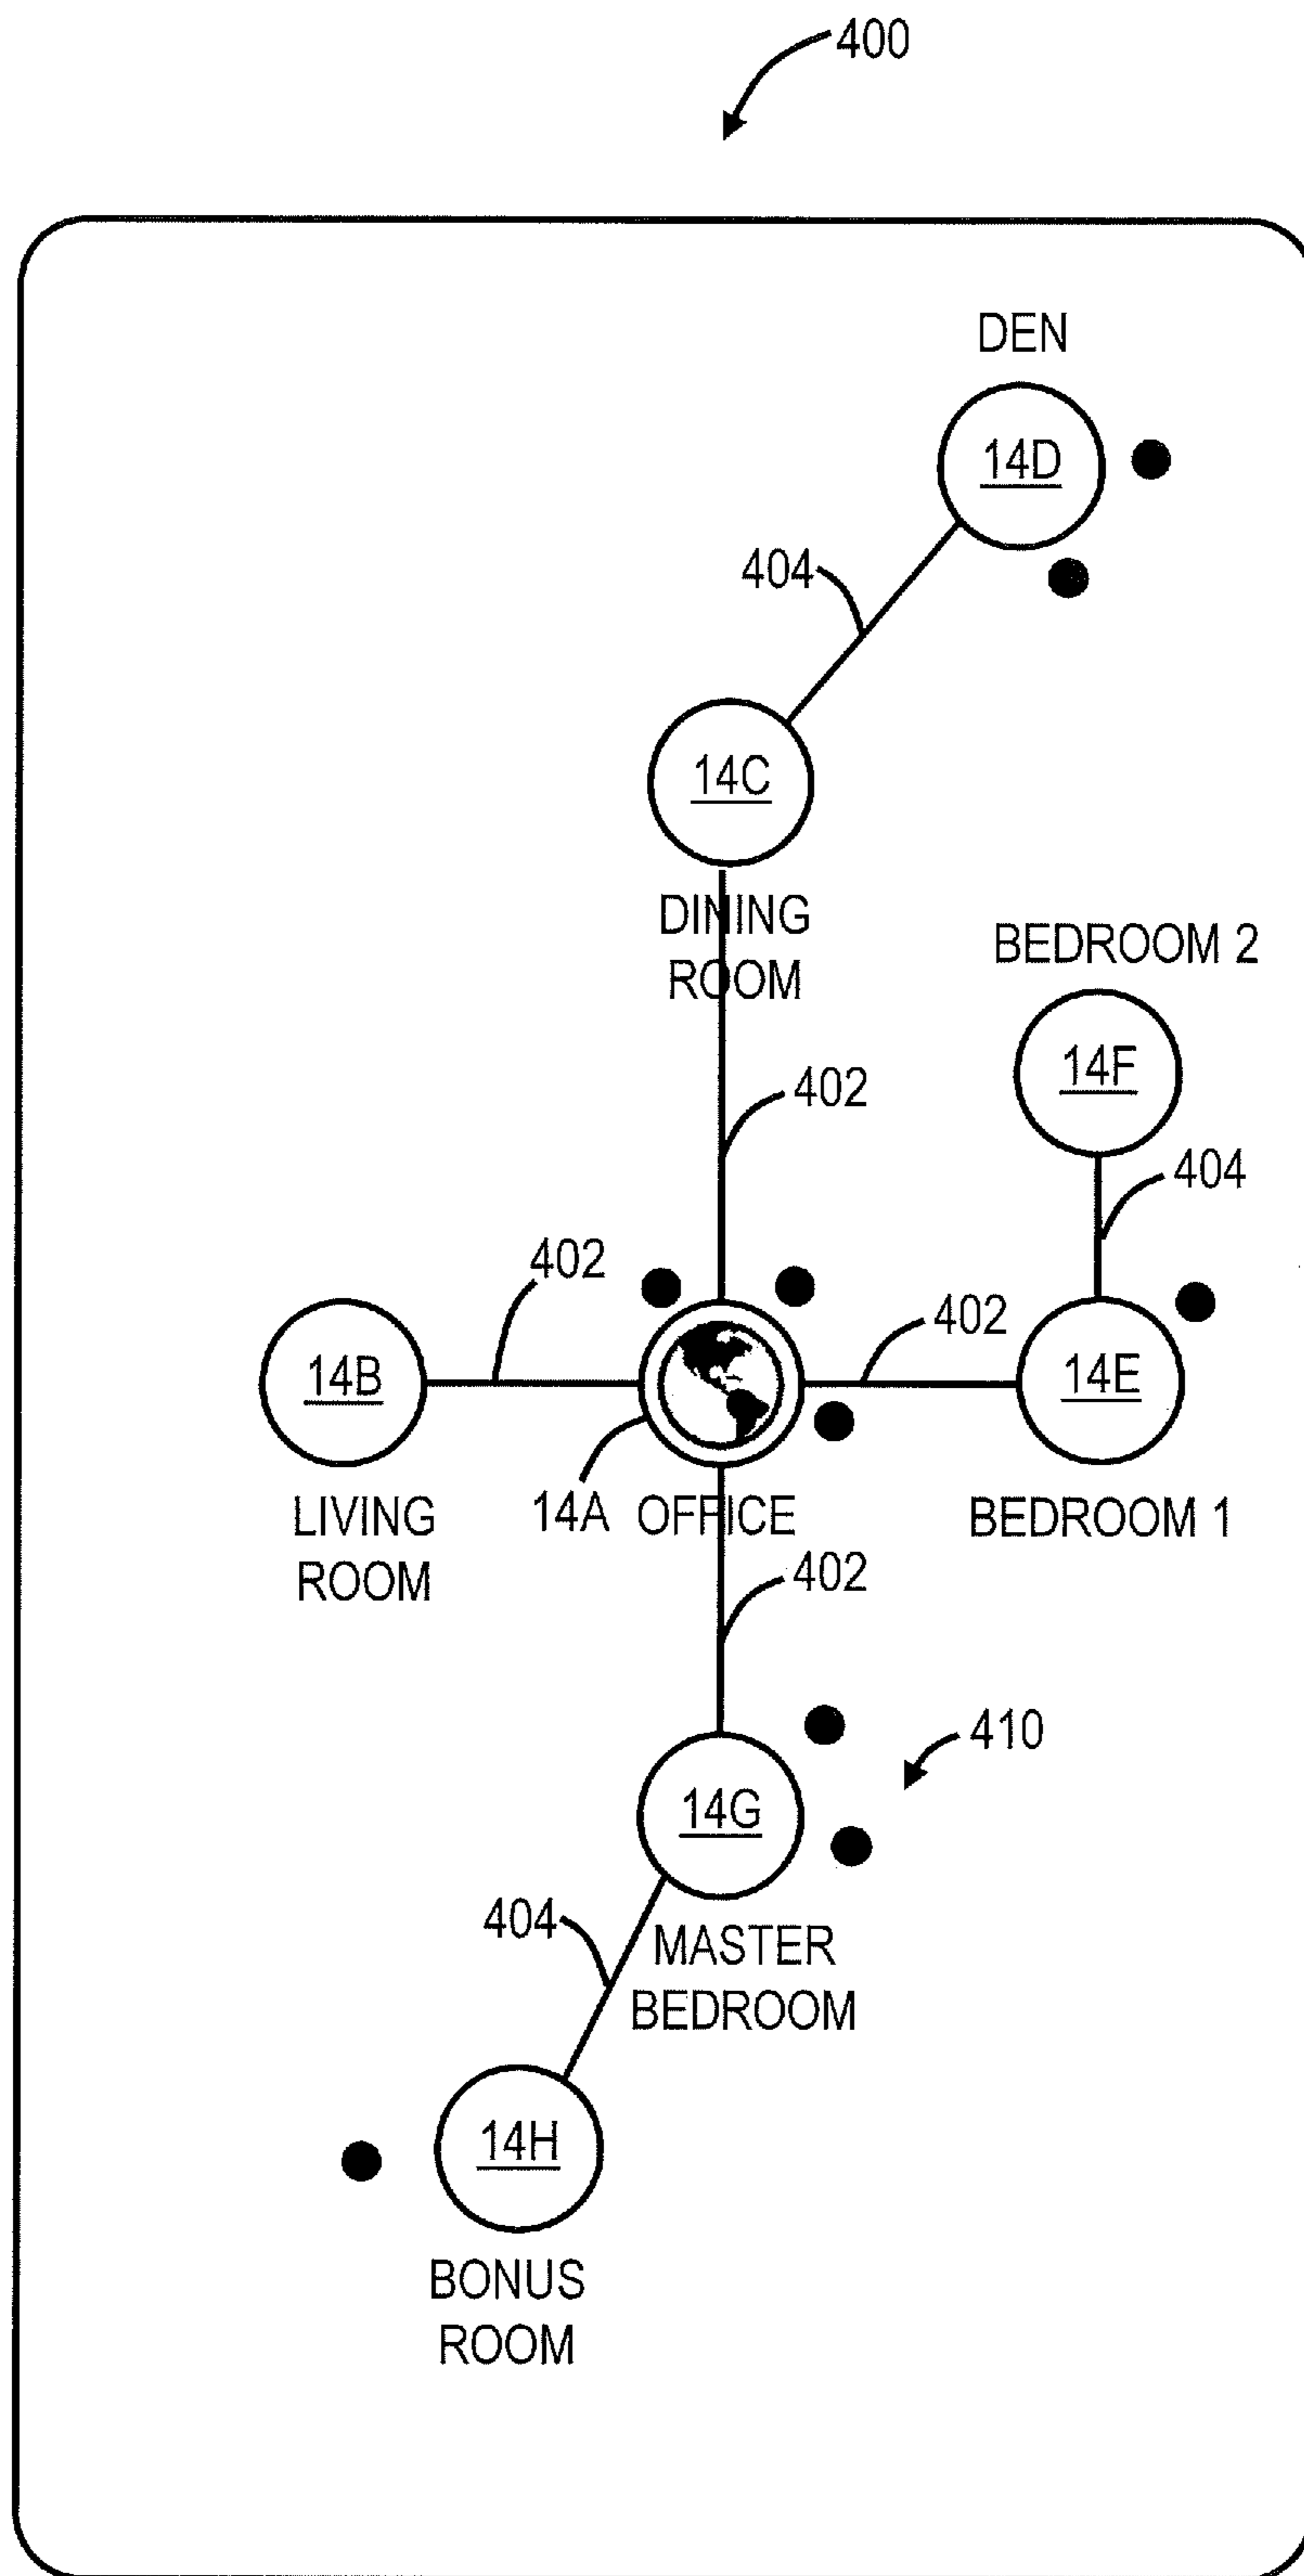 400
DEN
14D
404
14C
DINING
ROOM
BEDROOM 2
14F
402
404
402
402
14B
14E
14A OFFICE
LIVING
ROOM
BEDROOM 1
402
410
14G
404
MASTER
BEDROOM
14H
BONUS
ROOM